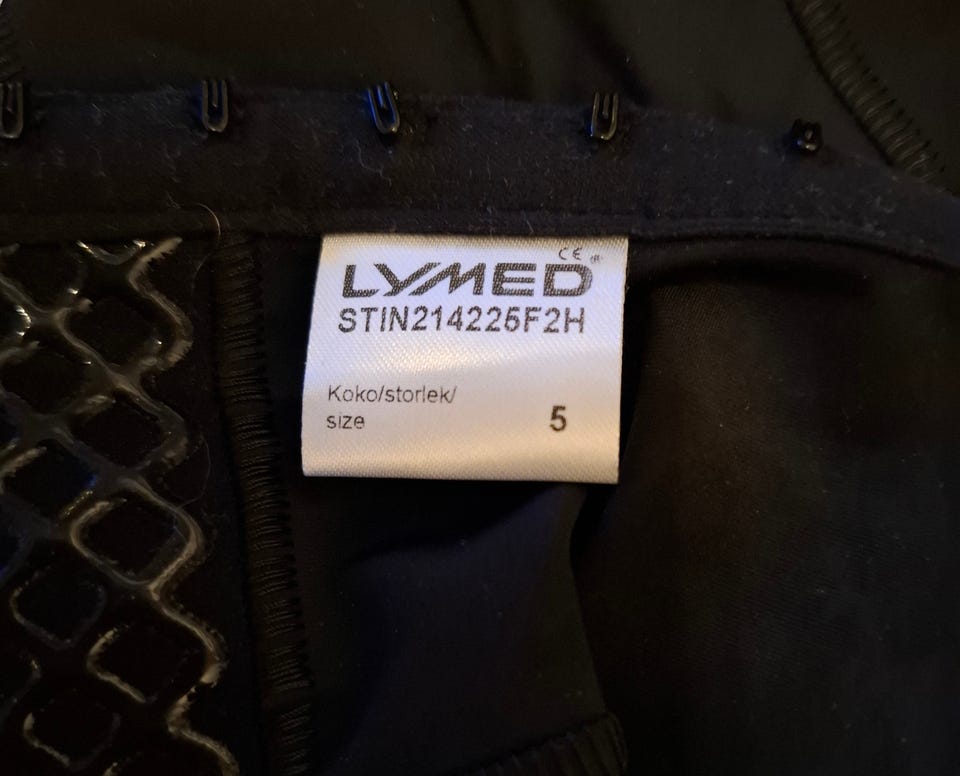 CE ®
LYMED
STIN214225F2H
Koko/storlek/
size 5